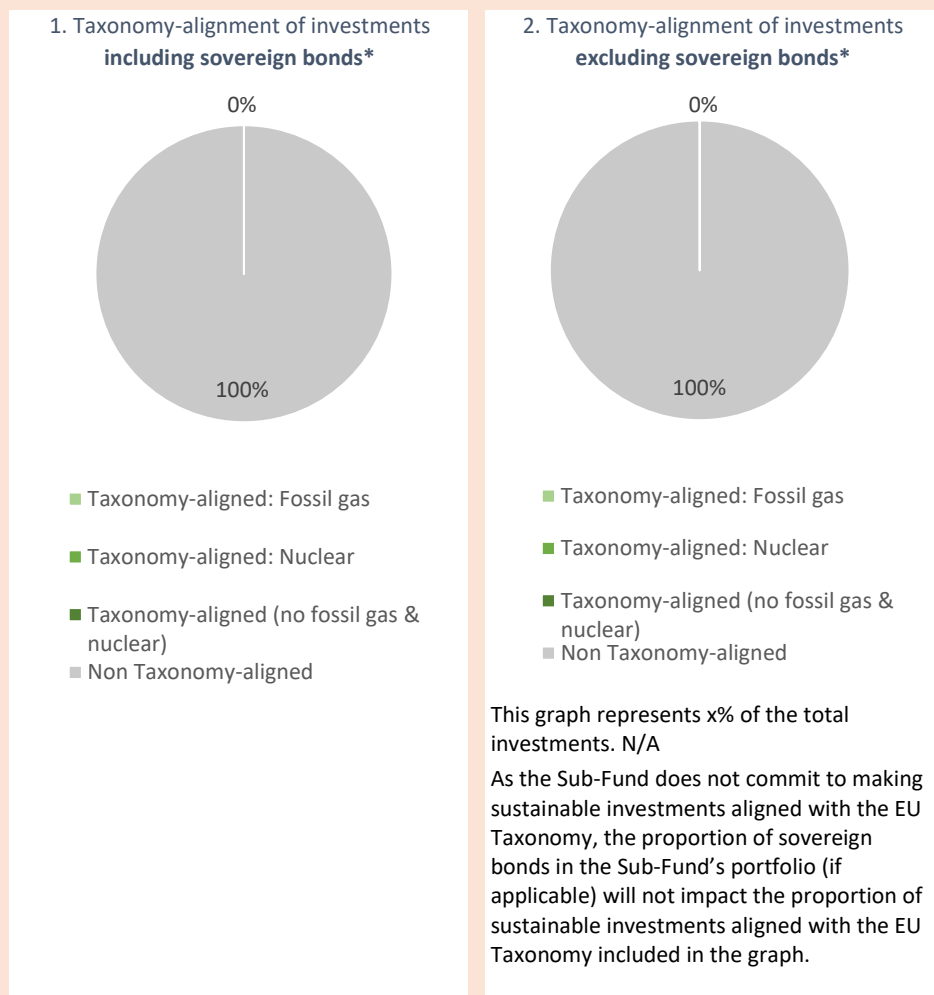 1. Taxonomy-alignment of investments
including sovereign bonds*
0%
100%
Taxonomy-aligned: Fossil gas
Taxonomy-aligned: Nuclear
Taxonomy-aligned (no fossil gas &
nuclear)
Non Taxonomy-aligned
2. Taxonomy-alignment of investments
excluding sovereign bonds*
0%
100%
Taxonomy-aligned: Fossil gas
Taxonomy-aligned: Nuclear
Taxonomy-aligned (no fossil gas &
nuclear)
Non Taxonomy-aligned
This graph represents x% of the total
investments. N/A
As the Sub-Fund does not commit to making
sustainable investments aligned with the EU
Taxonomy, the proportion of sovereign
bonds in the Sub-Fund’s portfolio (if
applicable) will not impact the proportion of
sustainable investments aligned with the EU
Taxonomy included in the graph.